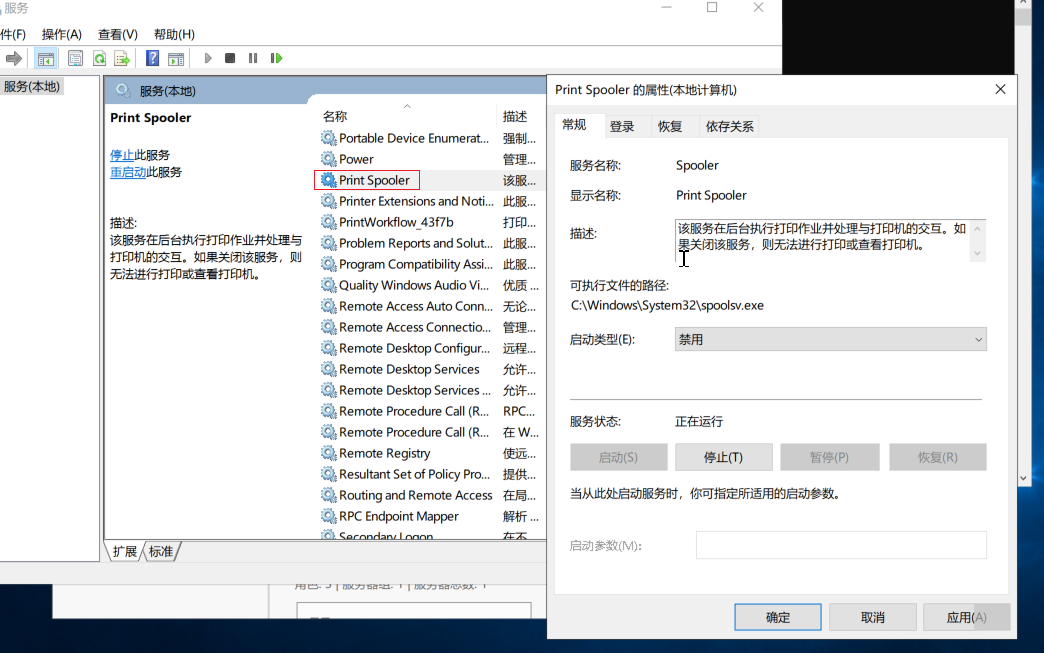 服务
件(F) 操作(A) 查看(V) 帮助(H)
服务(本地)
服务(本地)
Print Spooler
停止此服务
重启动此服务
描述:
该服务在后台执行打印作业并处理与
打印机的交互。如果关闭该服务，则
无法进行打印或查看打印机。
名称 描述
Portable Device Enumerat... 强制...
Power 管理...
Print Spooler 该服...
Printer Extensions and Noti... 此服...
PrintWorkflow_43f7b 打印...
Problem Reports and Solut... 此服...
Program Compatibility Assi... 此服...
Quality Windows Audio Vi... 优质 ...
Remote Access Auto Conn... 无论...
Remote Access Connectio... 管理...
Remote Desktop Configur... 远程...
Remote Desktop Services 允许...
Remote Desktop Services ... 允许...
Remote Procedure Call (R... RPC...
Remote Procedure Call (R... 在 W...
Remote Registry 使远...
Resultant Set of Policy Pro... 提供...
Routing and Remote Access 在局...
RPC Endpoint Mapper 解析 ...
Secondary Logon 在不...
扩展 标准
角色: 3 | 服务器组: 1 | 服务器总数: 1
Print Spooler 的属性(本地计算机)
常规 登录 恢复 依存关系
服务名称: Spooler
显示名称: Print Spooler
描述: 该服务在后台执行打印作业并处理与打印机的交互。如
果关闭该服务，则无法进行打印或查看打印机。
可执行文件的路径:
C:\Windows\System32\spoolsv.exe
启动类型(E): 禁用
服务状态: 正在运行
启动(S) 停止(T) 暂停(P) 恢复(R)
当从此处启动服务时，你可指定所适用的启动参数。
启动参数(M):
确定 取消 应用(A)